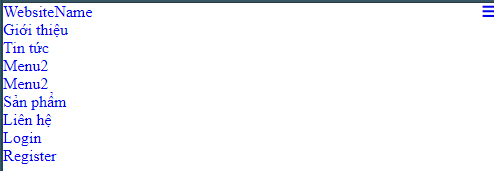 WebsiteName
Giới thiệu
Tin tức
Menu2
Menu2
Sản phẩm
Liên hệ
Login
Register